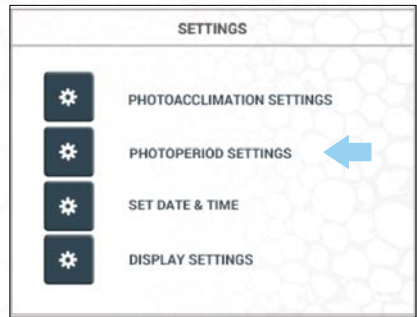 SETTINGS
PHOTOACCLIMATION SETTINGS
PHOTOPERIOD SETTINGS
SET DATE & TIME
DISPLAY SETTINGS